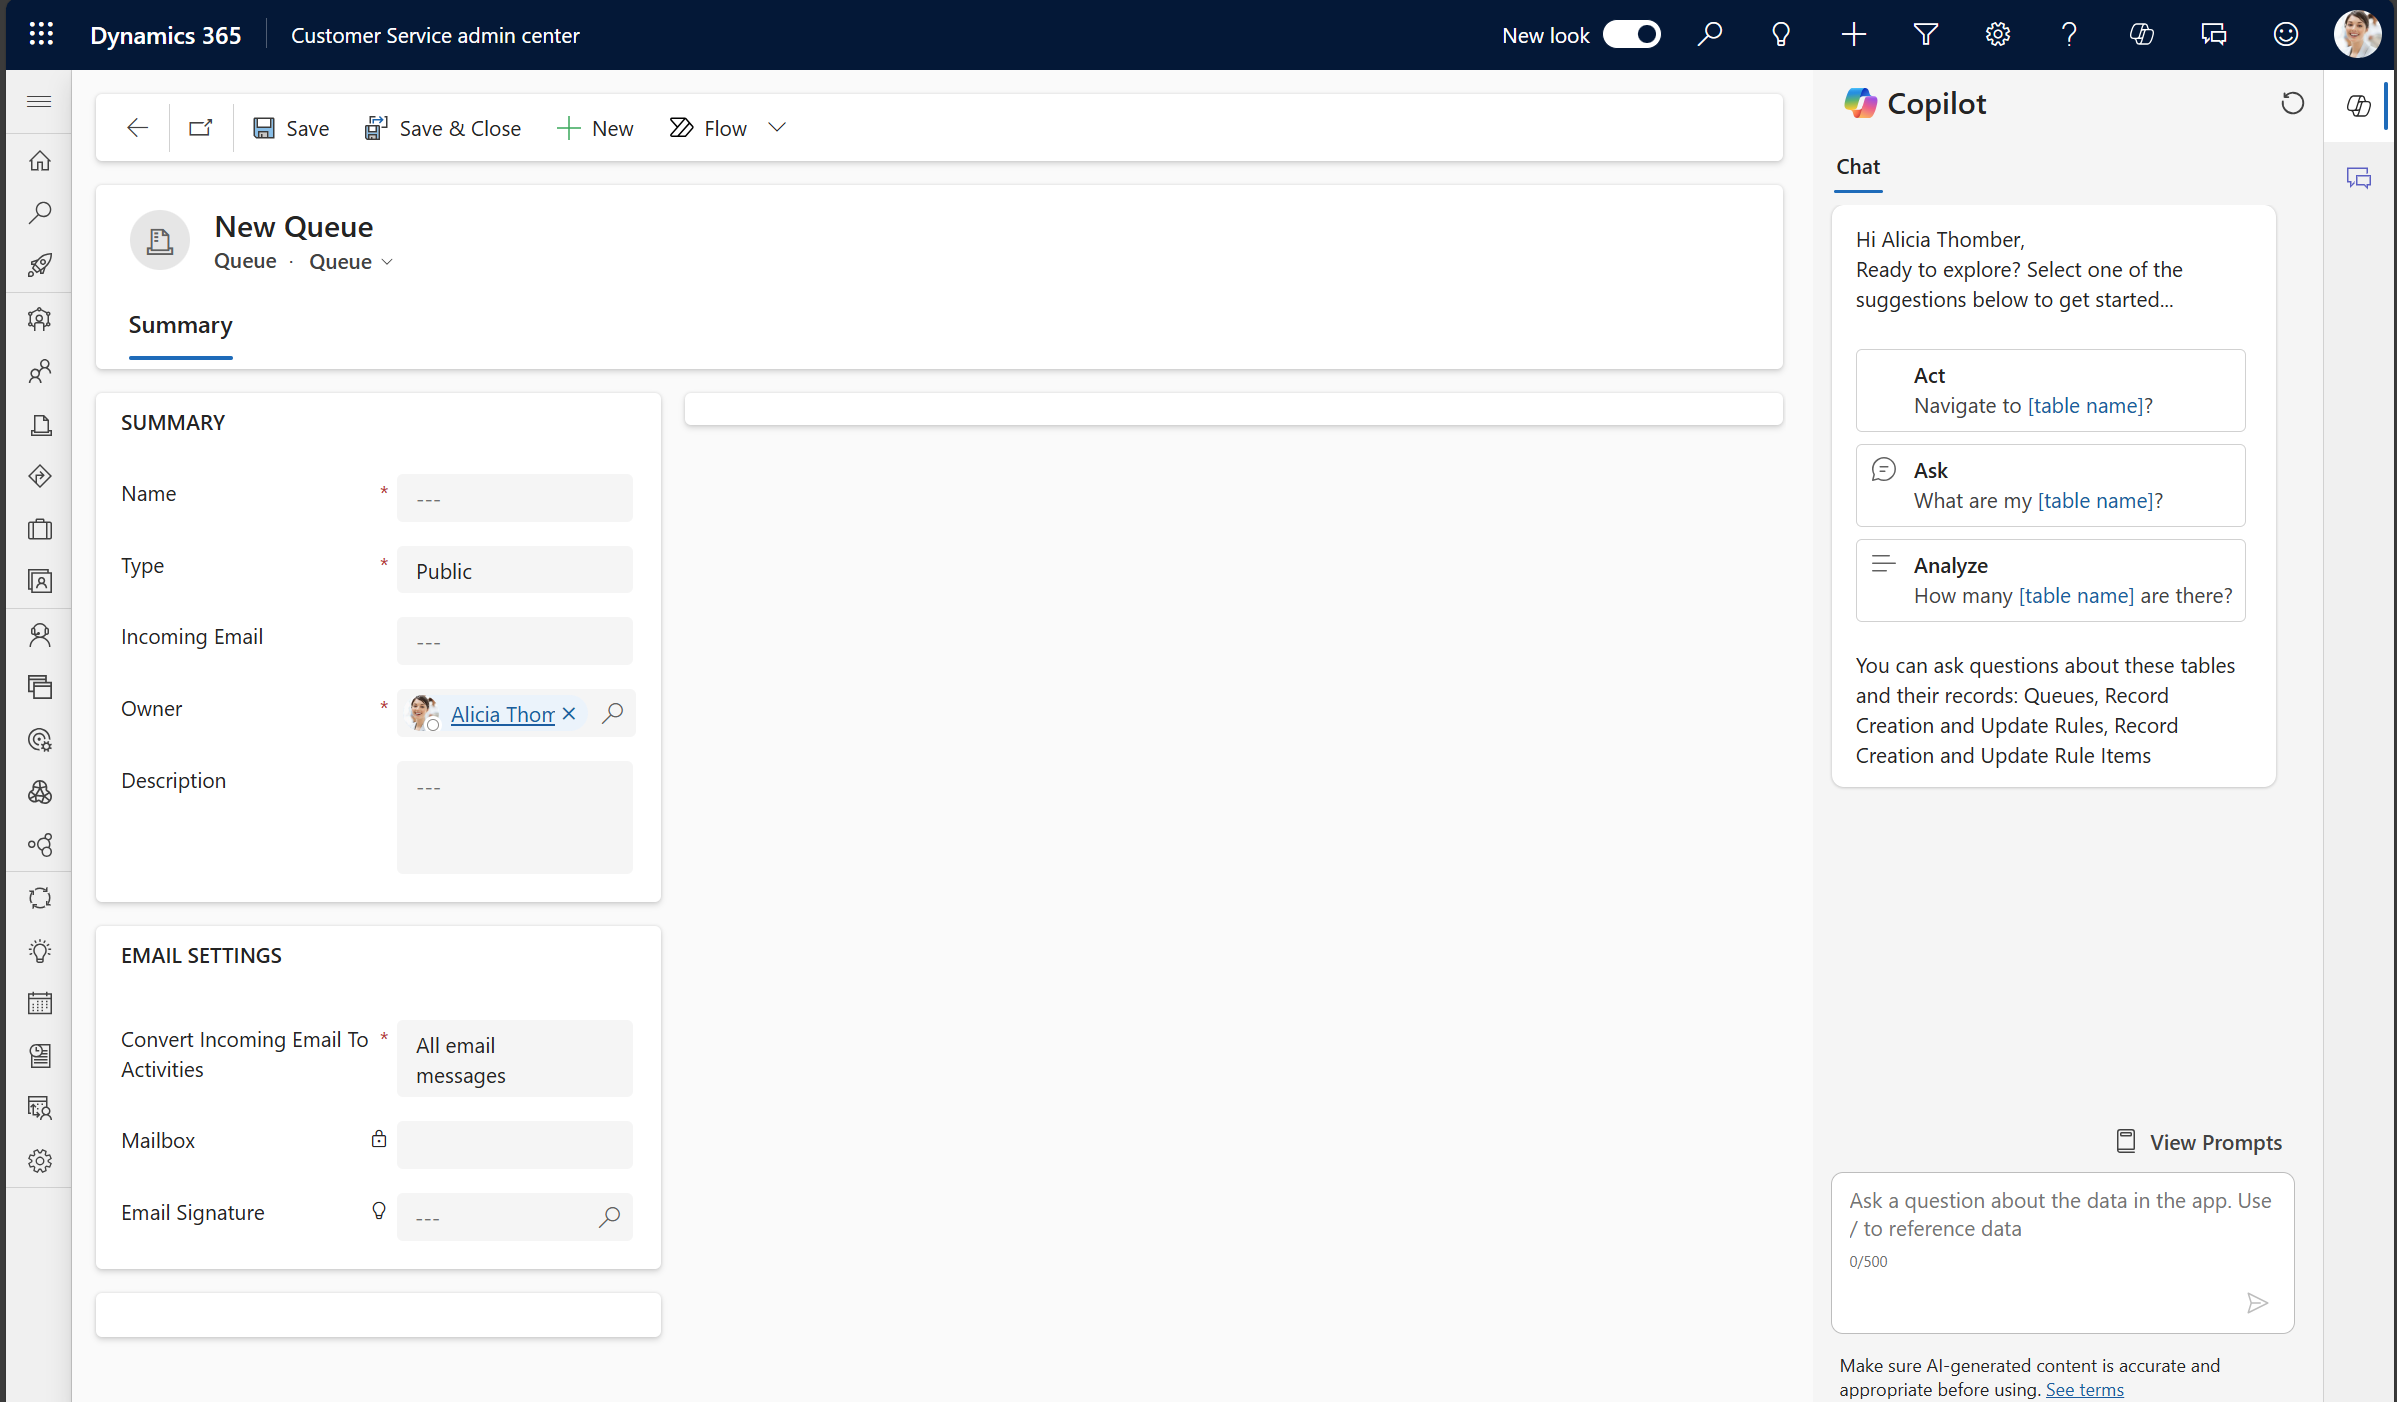 Dynamics 365
Customer Service admin center
New look
Save
Save & Close
New
Flow
New Queue
Queue · Queue
Summary
SUMMARY
Name * ---
Type * Public
Incoming Email ---
Owner * Alicia Thom
Description ---
EMAIL SETTINGS
Convert Incoming Email To * All email
Activities messages
Mailbox
Email Signature ---
Copilot
Chat
Hi Alicia Thomber,
Ready to explore? Select one of the
suggestions below to get started...
Act
Navigate to [table name]?
Ask
What are my [table name]?
Analyze
How many [table name] are there?
You can ask questions about these tables
and their records: Queues, Record
Creation and Update Rules, Record
Creation and Update Rule Items
View Prompts
Ask a question about the data in the app. Use
/ to reference data
0/500
Make sure AI-generated content is accurate and
appropriate before using. See terms